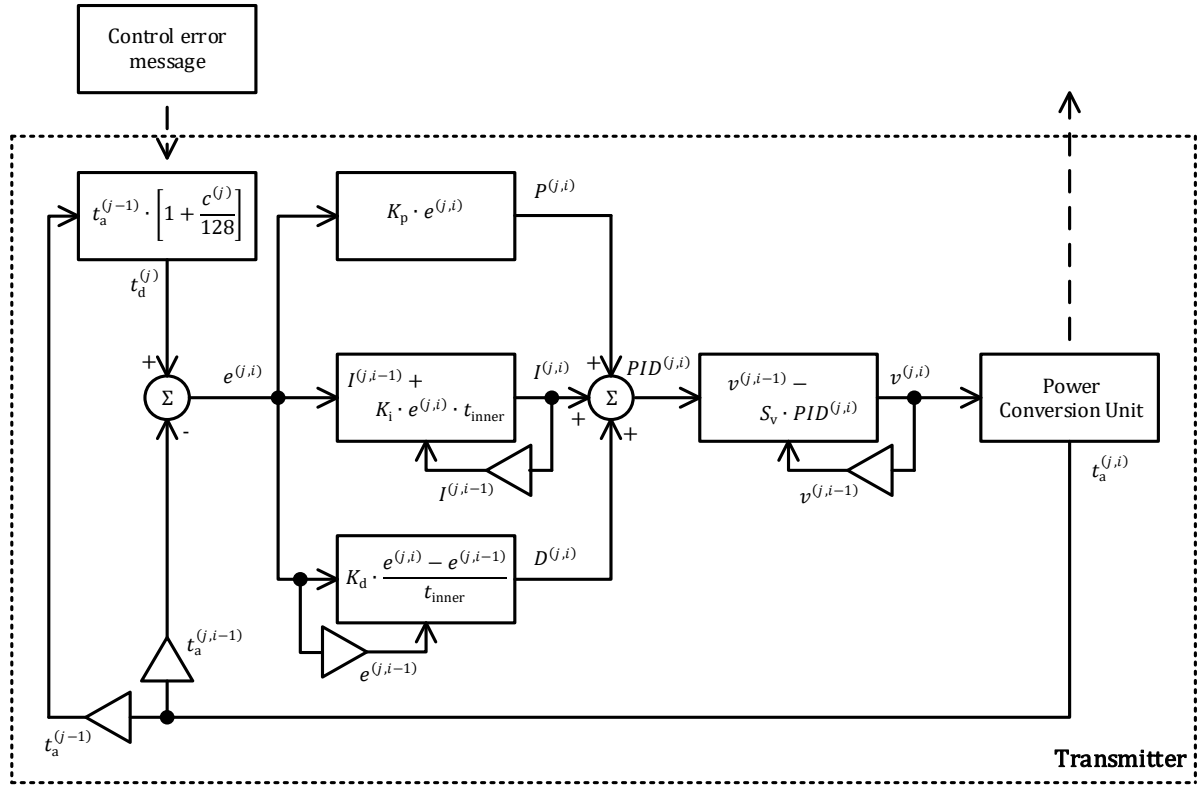 Control error
message
t_a^(j−1) · [1 + c^(j)/128]
t_d^(j)
+
Σ
-
e^(j,i)
K_p · e^(j,i)
P^(j,i)
I^(j,i−1) +
K_i · e^(j,i) · t_inner
I^(j,i)
I^(j,i−1)
K_d · (e^(j,i) − e^(j,i−1))/t_inner
D^(j,i)
e^(j,i−1)
+
+
+
Σ
PID^(j,i)
v^(j,i−1) −
S_v · PID^(j,i)
v^(j,i)
v^(j,i−1)
Power
Conversion Unit
t_a^(j,i)
t_a^(j,i−1)
t_a^(j−1)
Transmitter